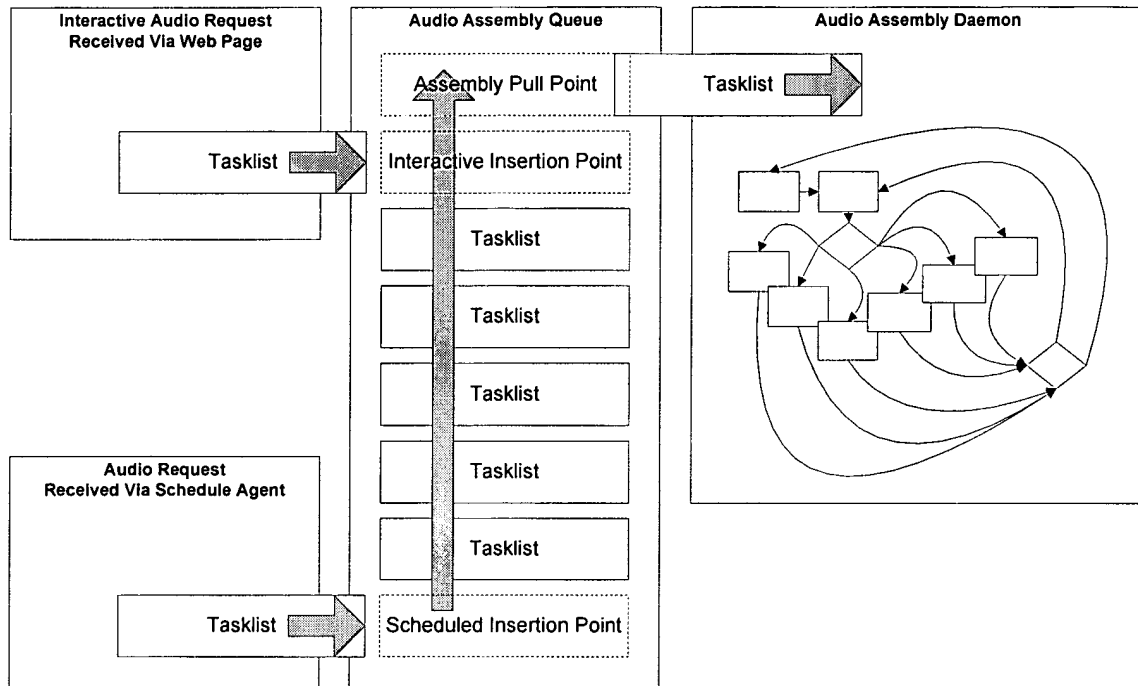 Interactive Audio Request
Received Via Web Page
Tasklist
Audio Request
Received Via Schedule Agent
Tasklist
Audio Assembly Queue
Assembly Pull Point
Interactive Insertion Point
Tasklist
Tasklist
Tasklist
Tasklist
Tasklist
Scheduled Insertion Point
Audio Assembly Daemon
Tasklist